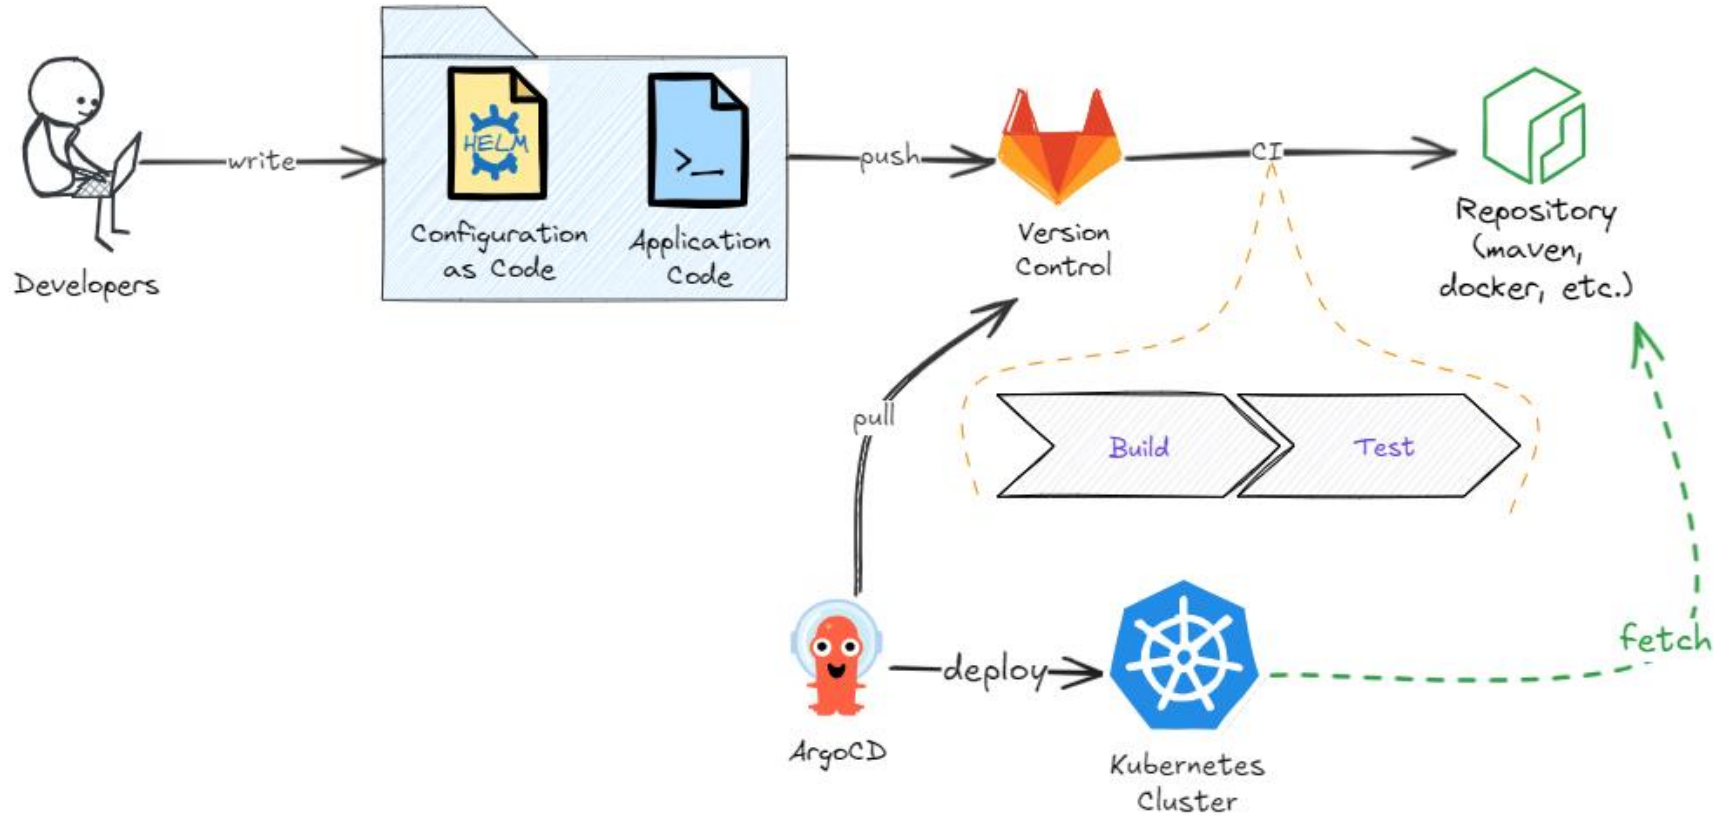 Developers
write
HELM
Configuration
as Code
>_
Application
Code
push
Version
Control
CI
Repository
(maven,
docker, etc.)
Build
Test
pull
ArgoCD
deploy
Kubernetes
Cluster
fetch